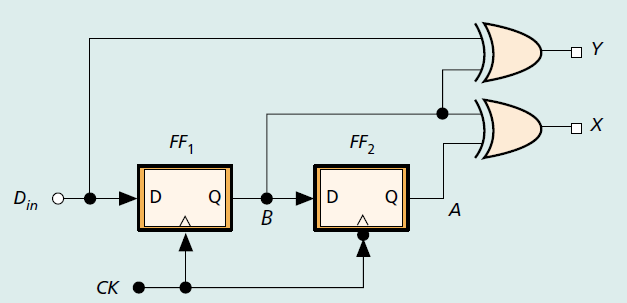 Y
X
FF1 FF2
Din D Q D Q
B A
CK